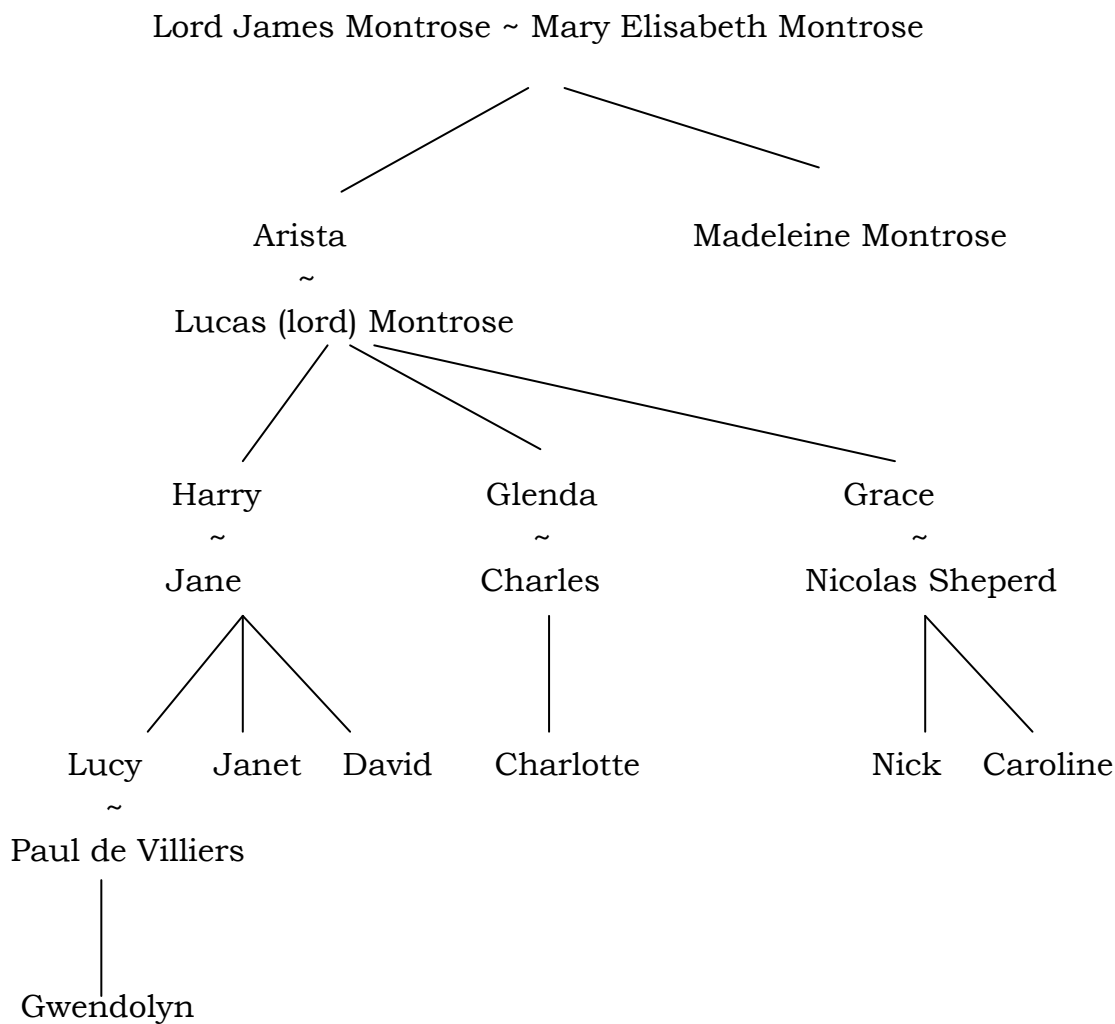 Lord James Montrose ~ Mary Elisabeth Montrose
Arista Madeleine Montrose
~
Lucas (lord) Montrose
Harry Glenda Grace
~ ~ ~
Jane Charles Nicolas Sheperd
Lucy Janet David Charlotte Nick Caroline
~
Paul de Villiers
Gwendolyn